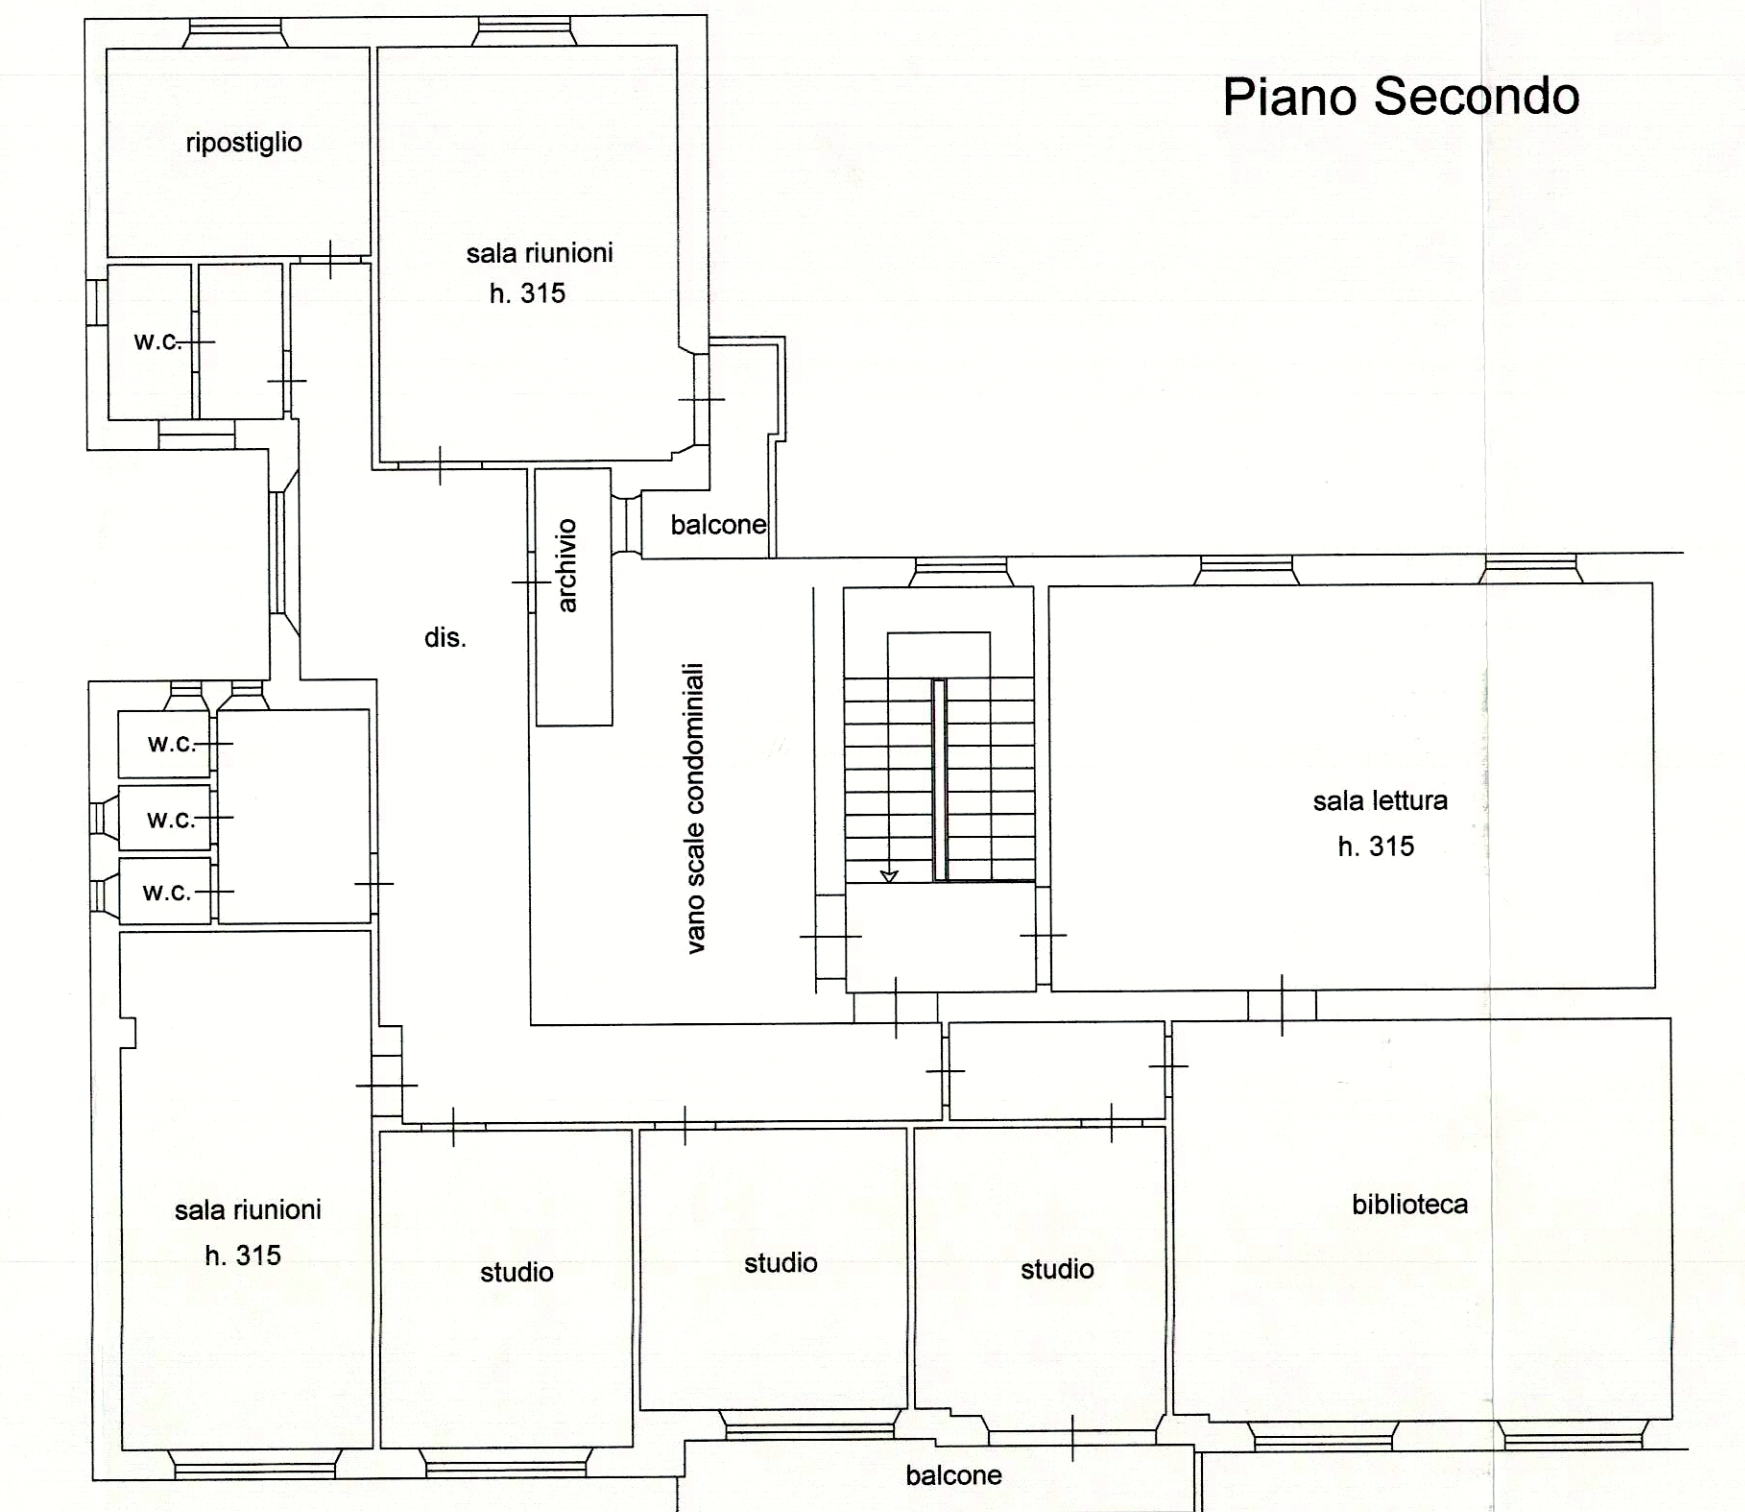 Piano Secondo
ripostiglio
sala riunioni
h. 315
w.c.
balcone
archivio
dis.
vano scale condominiali
w.c.
w.c.
w.c.
sala lettura
h. 315
sala riunioni
h. 315
studio
studio
studio
biblioteca
balcone